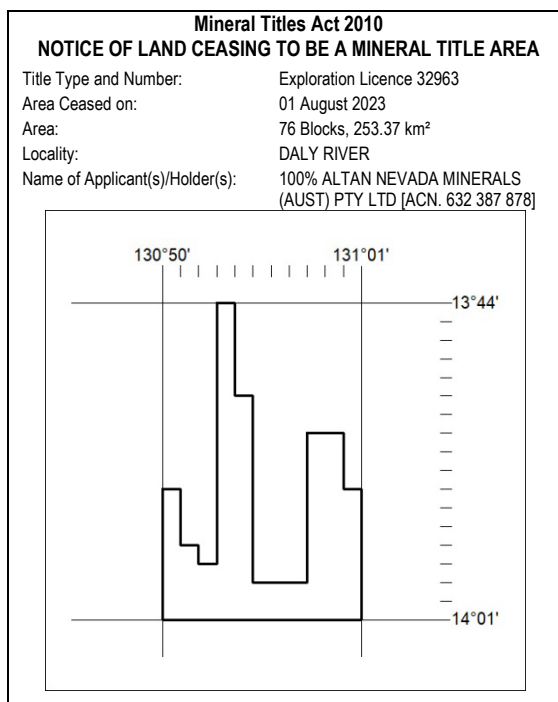 Mineral Titles Act 2010
NOTICE OF LAND CEASING TO BE A MINERAL TITLE AREA
Title Type and Number: Exploration Licence 32963
Area Ceased on: 01 August 2023
Area: 76 Blocks, 253.37 km²
Locality: DALY RIVER
Name of Applicant(s)/Holder(s): 100% ALTAN NEVADA MINERALS
(AUST) PTY LTD [ACN. 632 387 878]
130°50' 131°01'
13°44'
14°01'